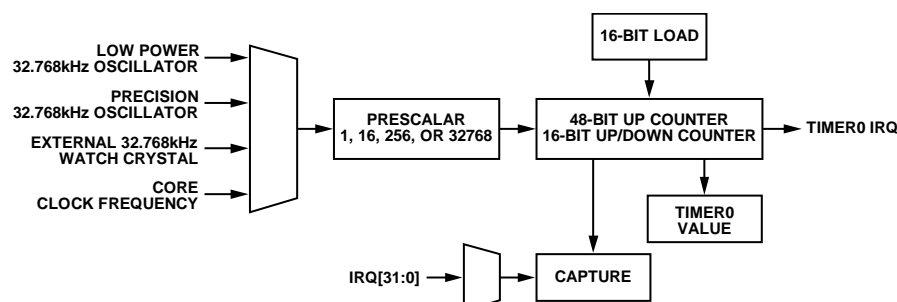 LOW POWER
32.768kHz OSCILLATOR
PRECISION
32.768kHz OSCILLATOR
EXTERNAL 32.768kHz
WATCH CRYSTAL
CORE
CLOCK FREQUENCY
PRESCALAR
1, 16, 256, OR 32768
16-BIT LOAD
48-BIT UP COUNTER
16-BIT UP/DOWN COUNTER
TIMER0 IRQ
TIMER0
VALUE
IRQ[31:0]
CAPTURE